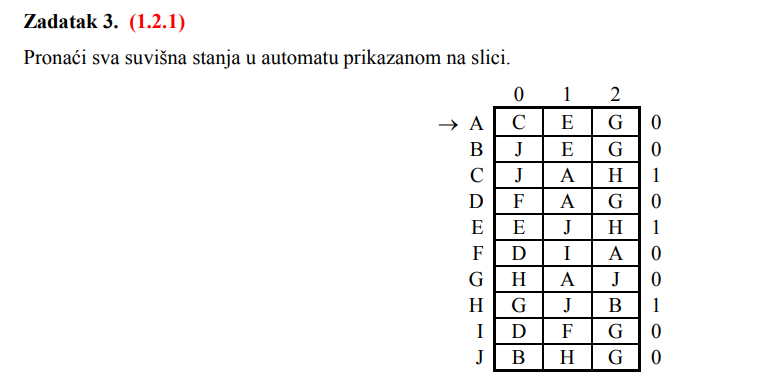 Zadatak 3. (1.2.1)
Pronaći sva suvišna stanja u automatu prikazanom na slici.
0 1 2
→ A C E G 0
B J E G 0
C J A H 1
D F A G 0
E E J H 1
F D I A 0
G H A J 0
H G J B 1
I D F G 0
J B H G 0